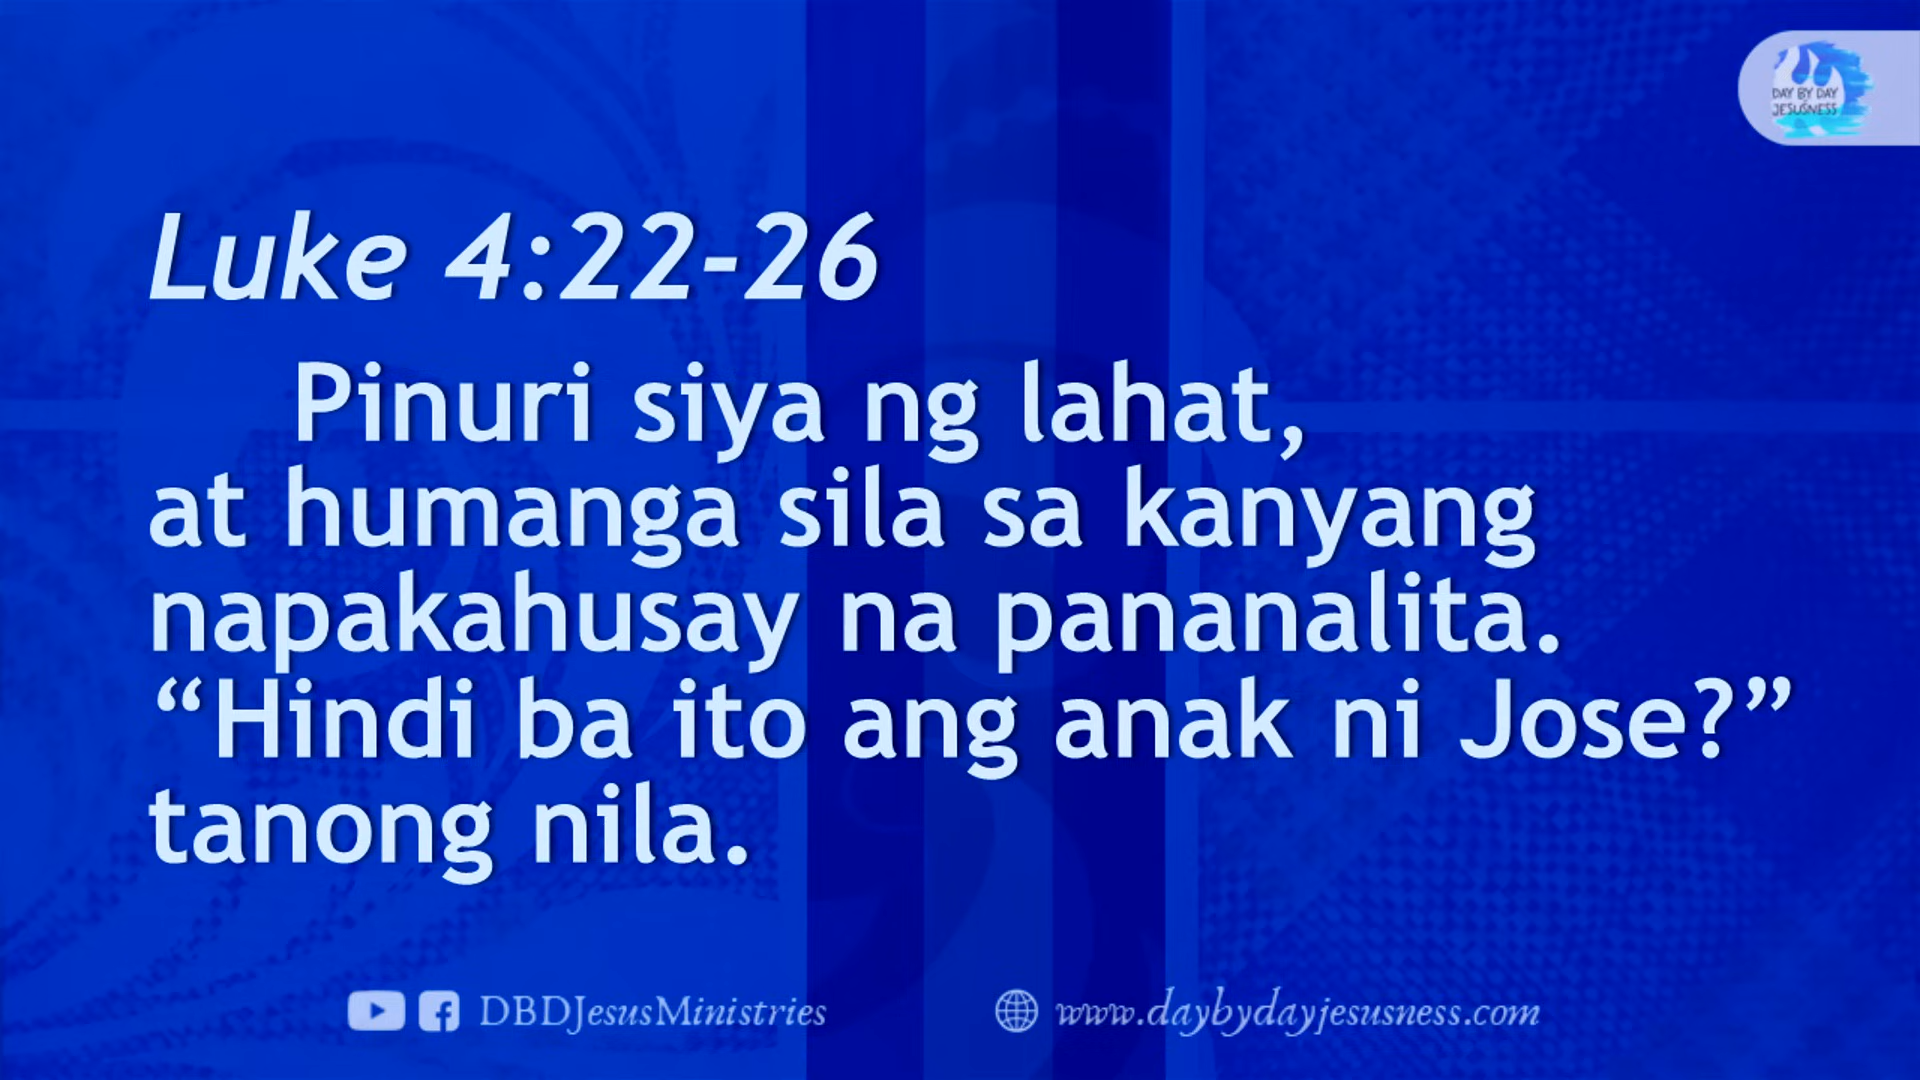 DAY BY DAY
JESUSNESS
Luke 4:22-26
Pinuri siya ng lahat,
at humanga sila sa kanyang
napakahusay na pananalita.
“Hindi ba ito ang anak ni Jose?”
tanong nila.
DBDJesusMinistries
www.daybydayjesusness.com